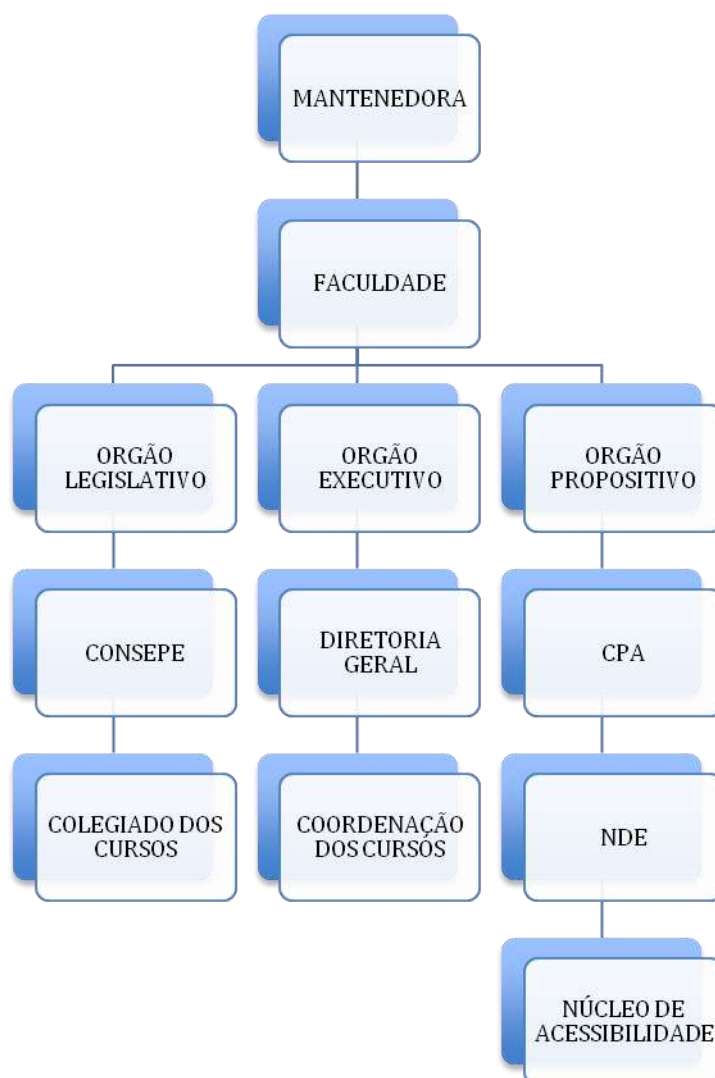 MANTENEDORA
FACULDADE
ORGÃO
LEGISLATIVO
ORGÃO
EXECUTIVO
ORGÃO
PROPOSITIVO
CONSEPE
DIRETORIA
GERAL
CPA
COLEGIADO DOS
CURSOS
COORDENAÇÃO
DOS CURSOS
NDE
NÚCLEO DE
ACESSIBILIDADE